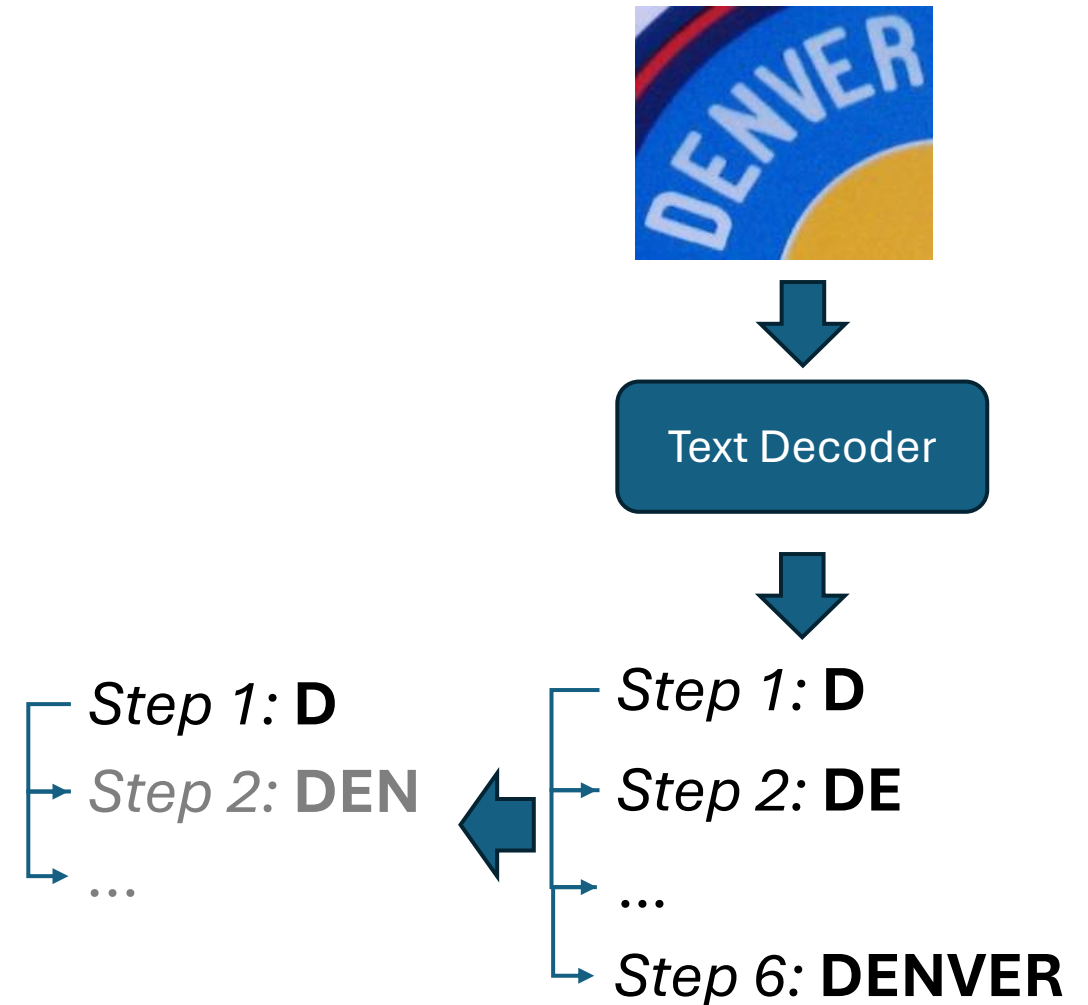 DENVER
Text Decoder
Step 1: D
Step 2: DEN
...
Step 1: D
Step 2: DE
...
Step 6: DENVER